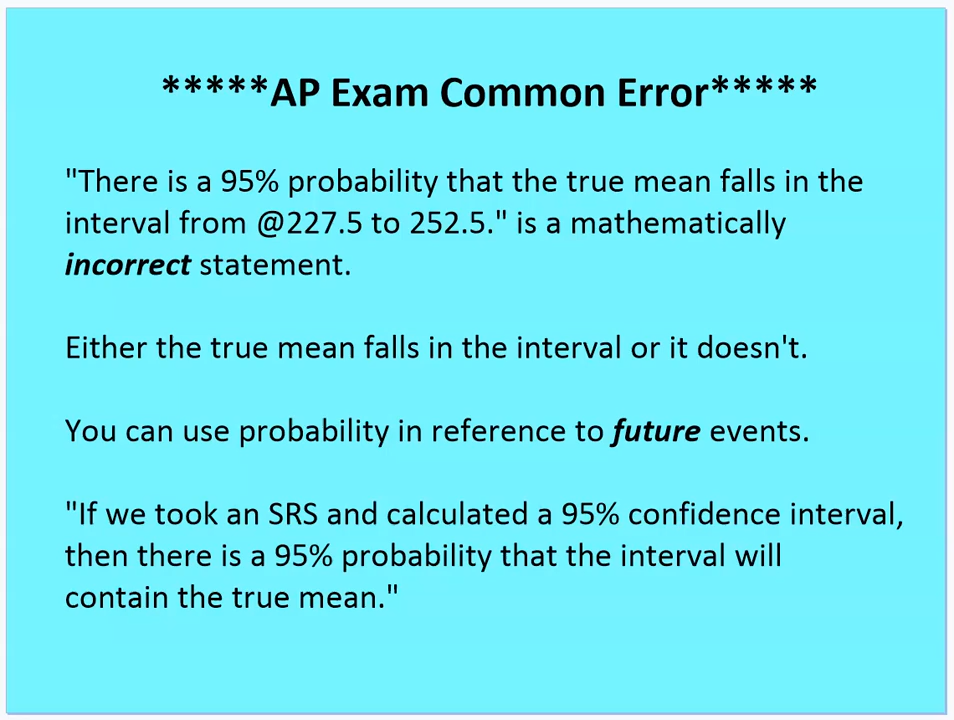 *****AP Exam Common Error*****
"There is a 95% probability that the true mean falls in the
interval from @227.5 to 252.5." is a mathematically
incorrect statement.
Either the true mean falls in the interval or it doesn't.
You can use probability in reference to future events.
"If we took an SRS and calculated a 95% confidence interval,
then there is a 95% probability that the interval will
contain the true mean."